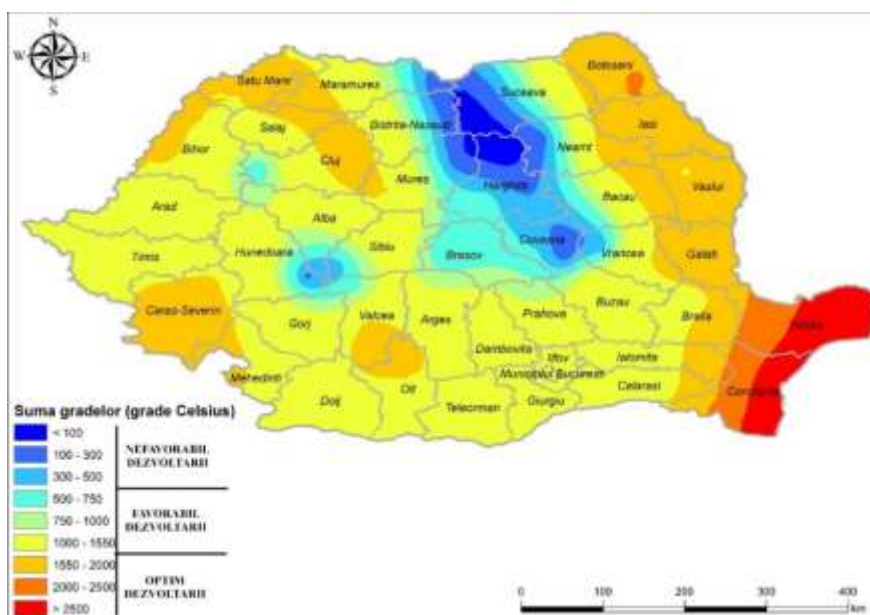 N
W E
S
Satu Mare
Maramures
Botosani
Suceava
Salaj
Bistrita-Nasaud
Iasi
Bihor
Cluj
Neamt
Mures
Harghita
Vaslui
Bacau
Arad
Alba
Timis
Hunedoara
Sibiu
Brasov
Covasna
Vrancea
Galati
Caras-Severin
Gorj
Valcea
Arges
Prahova
Buzau
Braila
Tulcea
Dambovita
Ilfov
Ialomita
Mehedinti
Municipiul Bucuresti
Constanta
Dolj
Olt
Teleorman
Giurgiu
Calarasi
Suma gradelor (grade Celsius)
< 100
100 - 300
300 - 500
500 - 750
750 - 1000
1000 - 1550
1550 - 2000
2000 - 2500
> 2500
NEFAVORABIL
DEZVOLTARII
FAVORABIL
DEZVOLTARII
OPTIM
DEZVOLTARII
0 100 200 300 400
km